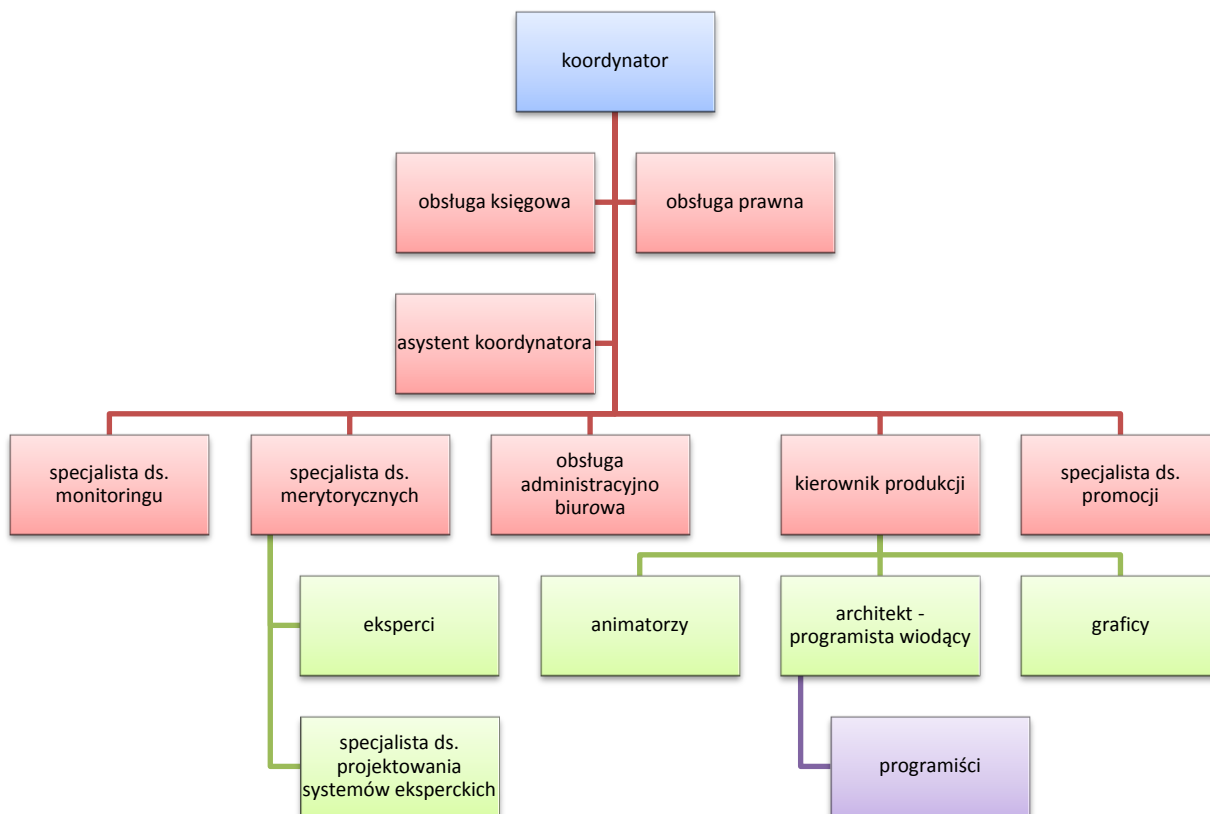 koordynator
obsługa księgowa
obsługa prawna
asystent koordynatora
specjalista ds.
monitoringu
specjalista ds.
merytorycznych
obsługa
administracyjno
biurowa
kierownik produkcji
specjalista ds.
promocji
eksperci
animatorzy
architekt -
programista wiodący
graficy
specjalista ds.
projektowania
systemów eksperckich
programiści